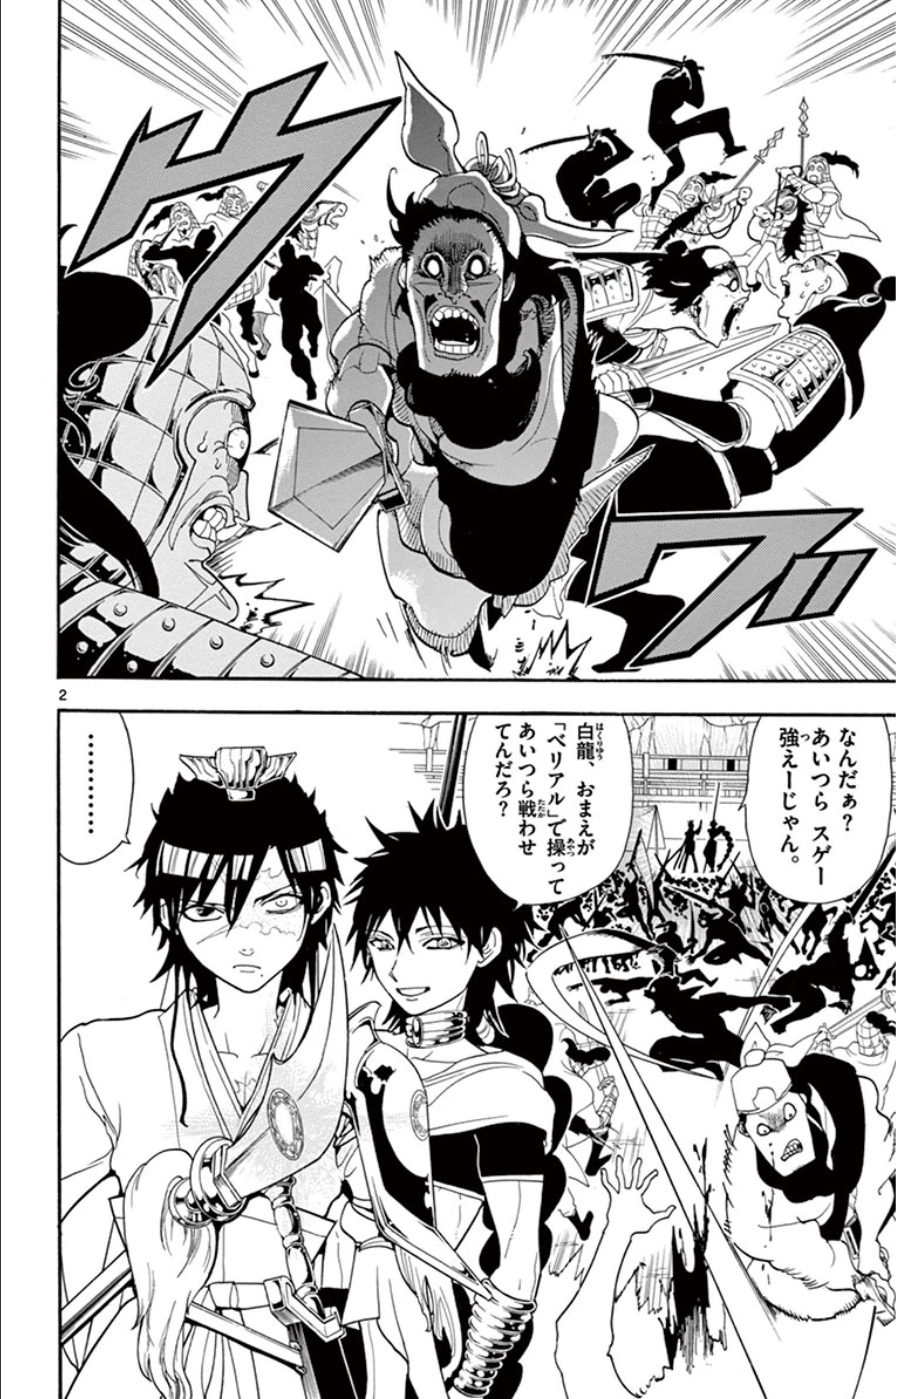 ウ
ワッ
2
なんだぁ？
あいつら スゲー
強えーじゃん。
白龍、おまえが
「ベリアル」で操って
あいつら戦わせ
てんだろ？
…………